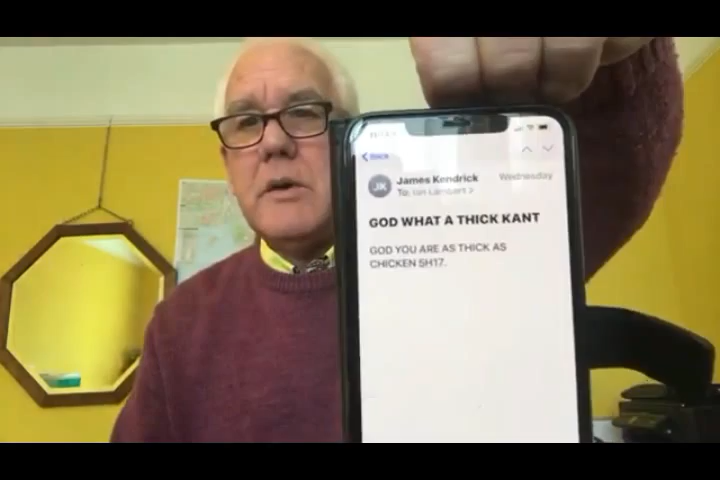 Back
JK
James Kendrick
Wednesday
To: Ian Lambert >
GOD WHAT A THICK KANT
GOD YOU ARE AS THICK AS
CHICKEN 5H17.